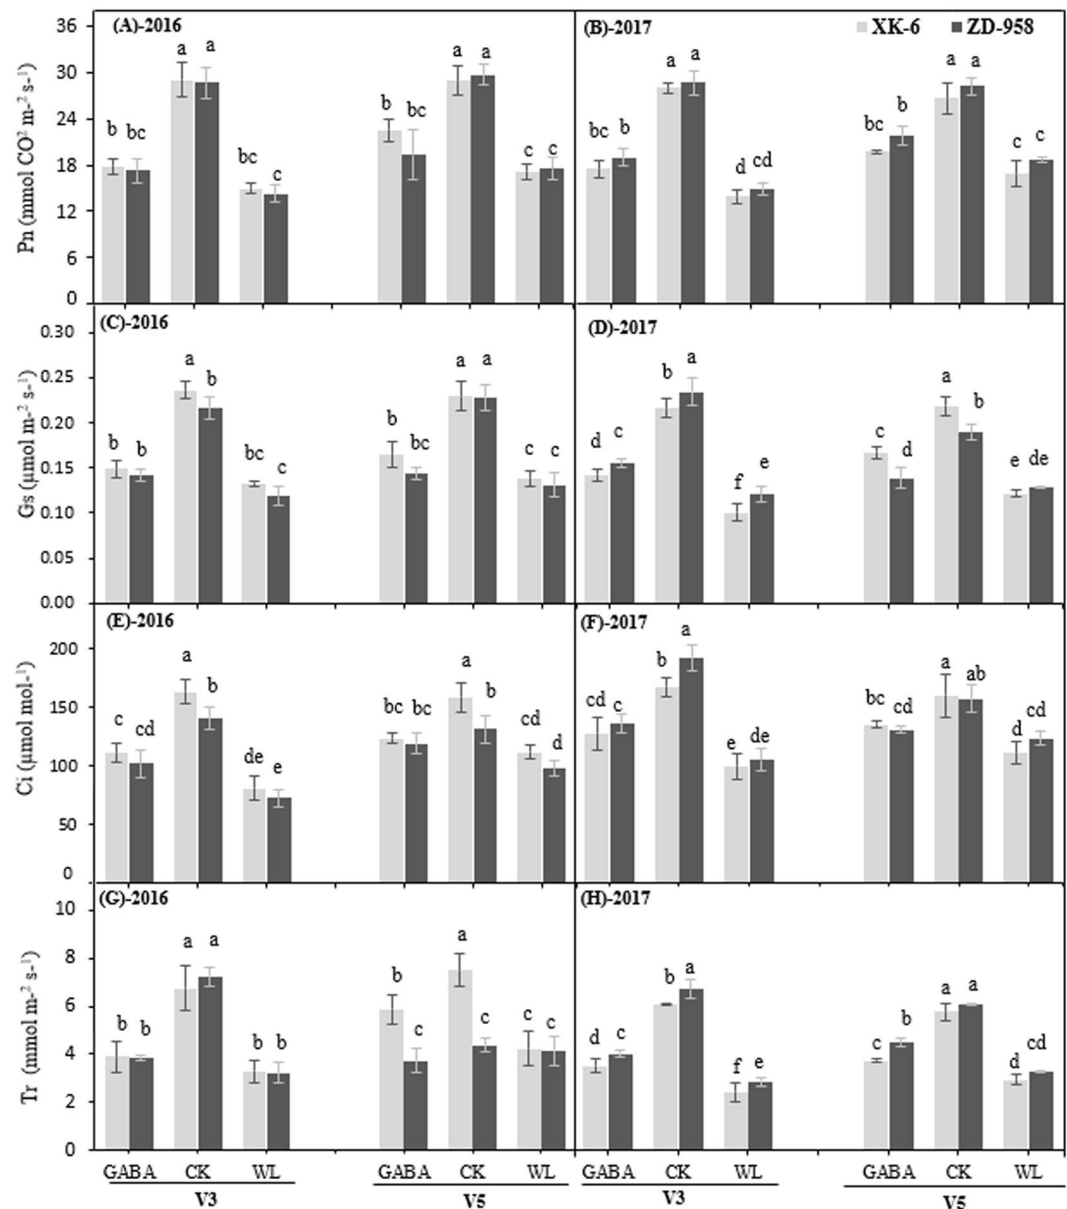 (A)-2016
(B)-2017
XK-6 ZD-958
Pn (mmol CO² m-² s-¹)
36
30
24
18
12
6
0
b bc a a bc c b bc a a c c
bc b a a d cd bc b a a c c
(C)-2016
(D)-2017
Gs (µmol m-² s-¹)
0.30
0.25
0.20
0.15
0.10
0.05
0.00
b b a b bc c b bc a a c c
d c b a f e c d a b e de
(E)-2016
(F)-2017
Ci (µmol mol-¹)
200
150
100
50
0
c cd a b de e bc bc a b cd d
cd c b a e de bc cd a ab d cd
(G)-2016
(H)-2017
Tr (mmol m-² s-¹)
10
8
6
4
2
0
b b a a b b b c a c c c
d c b a f e c b a a d cd
GABA CK WL GABA CK WL GABA CK WL GABA CK WL
V3 V5 V3 V5